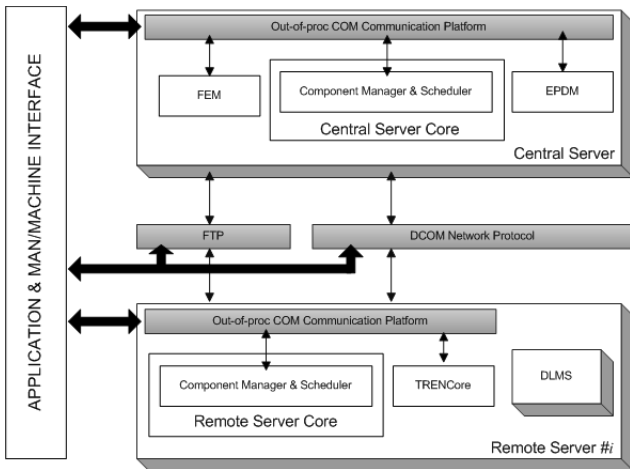 APPLICATION & MAN/MACHINE INTERFACE
Out-of-proc COM Communication Platform
FEM
Component Manager & Scheduler
EPDM
Central Server Core
Central Server
FTP
DCOM Network Protocol
Out-of-proc COM Communication Platform
Component Manager & Scheduler
TRENCore
DLMS
Remote Server Core
Remote Server #i